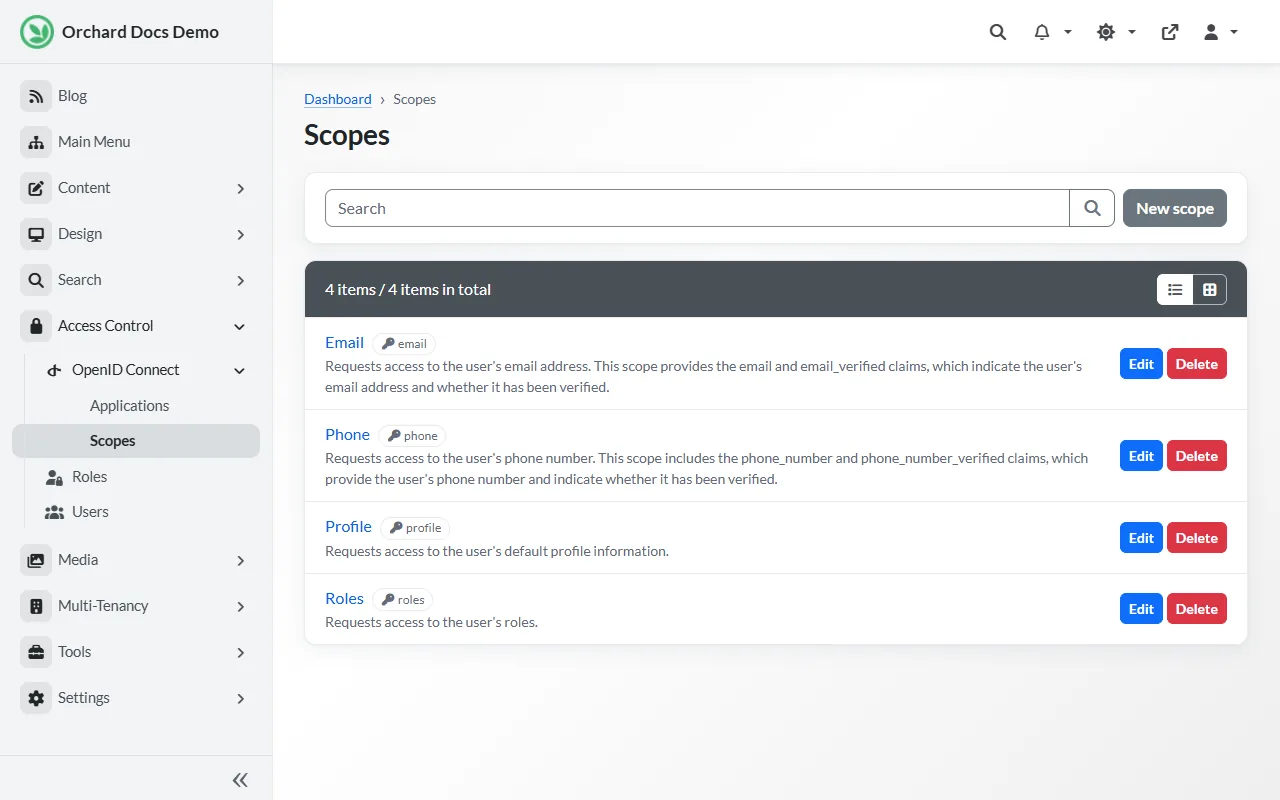 Orchard Docs Demo
Blog
Main Menu
Content
Design
Search
Access Control
OpenID Connect
Applications
Scopes
Roles
Users
Media
Multi-Tenancy
Tools
Settings
Dashboard › Scopes
Scopes
Search
New scope
4 items / 4 items in total
Email email
Requests access to the user's email address. This scope provides the email and email_verified claims, which indicate the user's
email address and whether it has been verified.
Edit Delete
Phone phone
Requests access to the user's phone number. This scope includes the phone_number and phone_number_verified claims, which
provide the user's phone number and indicate whether it has been verified.
Edit Delete
Profile profile
Requests access to the user's default profile information.
Edit Delete
Roles roles
Requests access to the user's roles.
Edit Delete